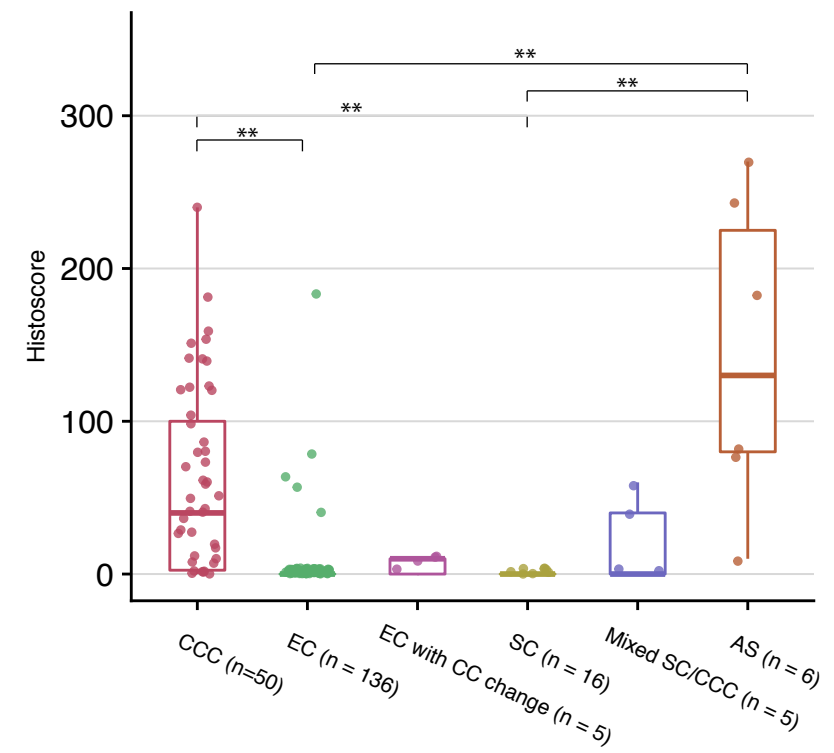 **
**
**
**
300
200
100
0
Histoscore
CCC (n=50)
EC (n = 136)
EC with CC change (n = 5)
SC (n = 16)
Mixed SC/CCC (n = 5)
AS (n = 6)